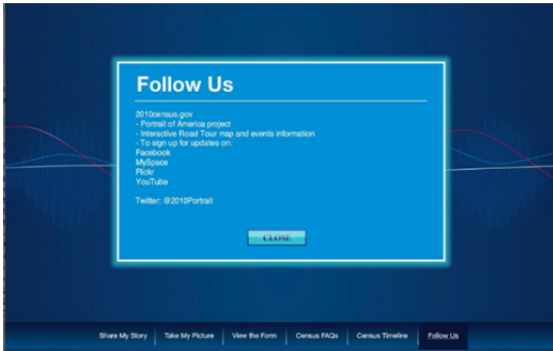 Follow Us
2010census.gov
- Portrait of America project
- Interactive Road Tour map and events information
- To sign up for updates on:
Facebook
MySpace
Flickr
YouTube
Twitter: @2010Portrait
CLOSE
Share My Story
Take My Picture
View the Form
Census FAQs
Census Timeline
Follow Us